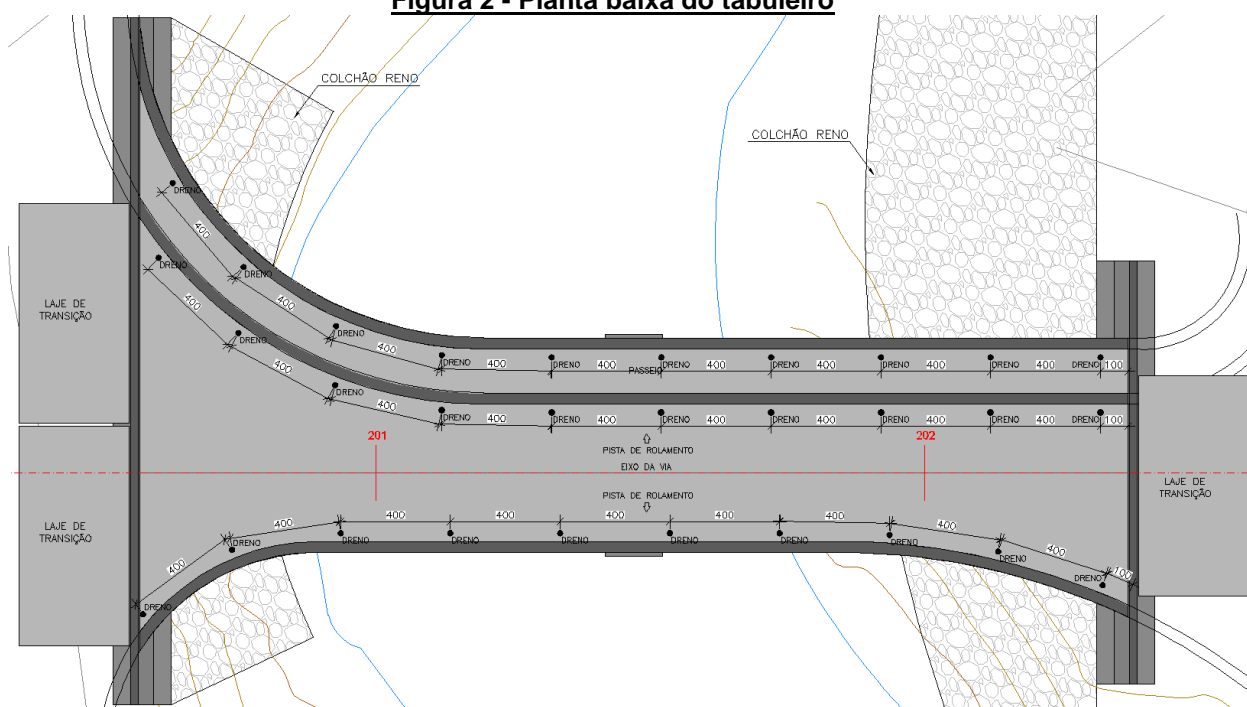 Figura 2 - Planta baixa do tabuleiro
COLCHÃO RENO
COLCHÃO RENO
DRENO
400
DRENO
DRENO
400
400
LAJE DE
TRANSIÇÃO
400
DRENO
DRENO
DRENO
400
400
DRENO
400
DRENO
400
DRENO
400
DRENO
400
DRENO
400
DRENO
400
DRENO
100
PASSEIO
DRENO
400
DRENO
400
DRENO
400
DRENO
400
DRENO
400
DRENO
400
DRENO
400
DRENO
100
201
202
PISTA DE ROLAMENTO
EIXO DA VIA
LAJE DE
TRANSIÇÃO
PISTA DE ROLAMENTO
LAJE DE
TRANSIÇÃO
400
400
400
400
400
400
400
DRENO
DRENO
DRENO
DRENO
DRENO
DRENO
DRENO
400
DRENO
400
100
DRENO
DRENO